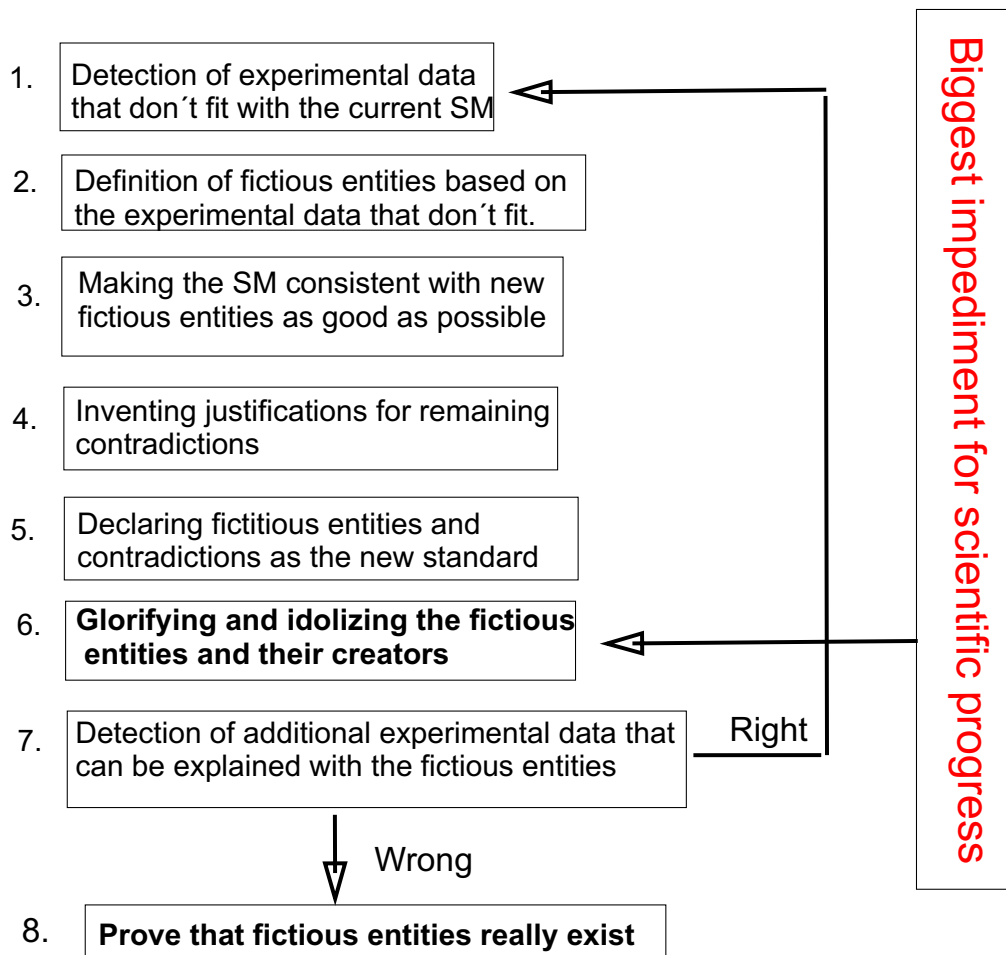 1. Detection of experimental data
that don´t fit with the current SM
2. Definition of fictious entities based on
the experimental data that don´t fit.
3. Making the SM consistent with new
fictious entities as good as possible
4. Inventing justifications for remaining
contradictions
5. Declaring fictitious entities and
contradictions as the new standard
6. Glorifying and idolizing the fictious
entities and their creators
7. Detection of additional experimental data that
can be explained with the fictious entities
Right
Wrong
8. Prove that fictious entities really exist
Biggest impediment for scientific progress